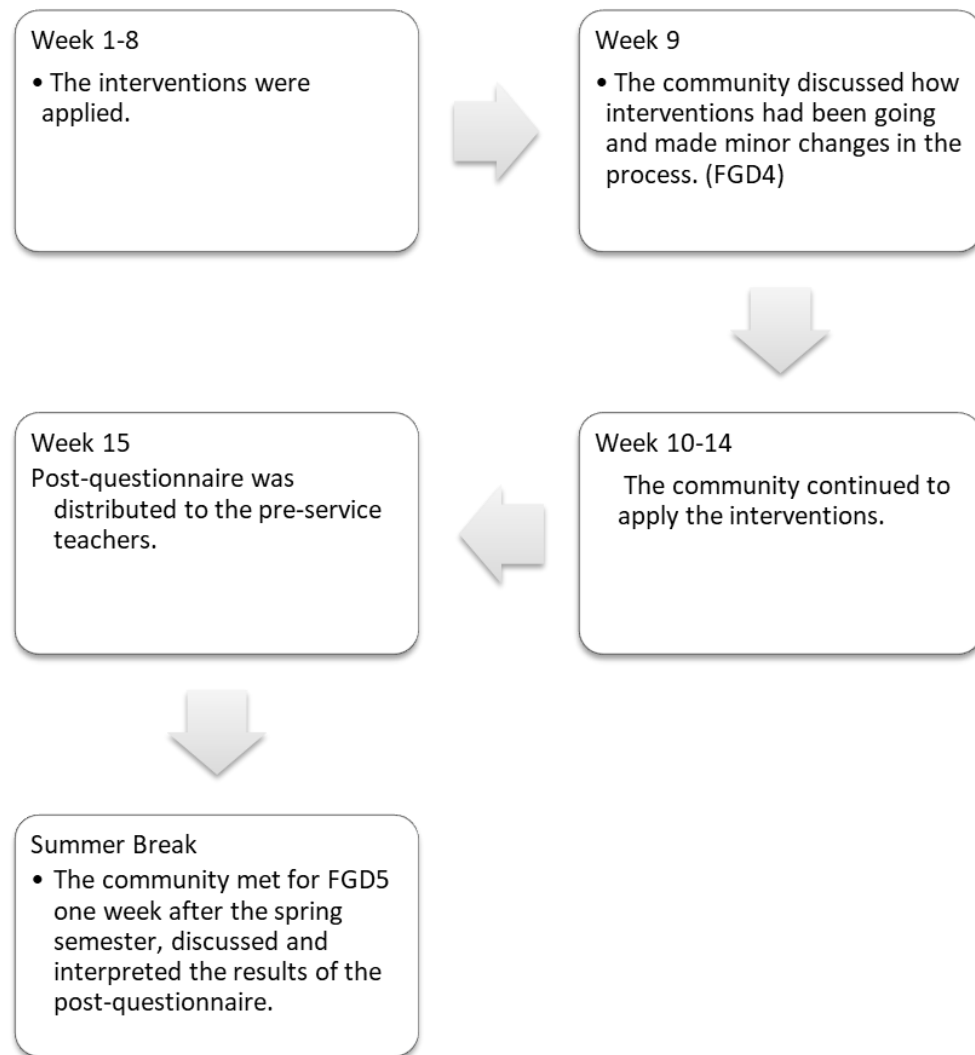 Week 1-8
• The interventions were
applied.
Week 9
• The community discussed how
interventions had been going
and made minor changes in the
process. (FGD4)
Week 10-14
The community continued to
apply the interventions.
Week 15
Post-questionnaire was
distributed to the pre-service
teachers.
Summer Break
• The community met for FGD5
one week after the spring
semester, discussed and
interpreted the results of the
post-questionnaire.